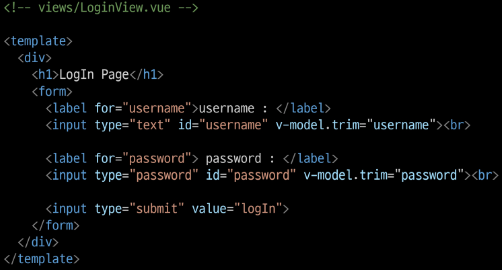 <!-- views/LoginView.vue -->

<template>
  <div>
    <h1>LogIn Page</h1>
    <form>
      <label for="username">username : </label>
      <input type="text" id="username" v-model.trim="username"><br>

      <label for="password"> password : </label>
      <input type="password" id="password" v-model.trim="password"><br>

      <input type="submit" value="logIn">
    </form>
  </div>
</template>